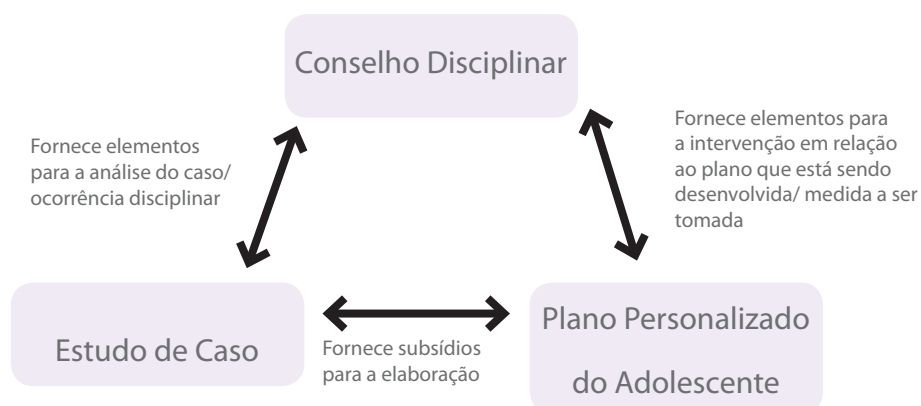 Conselho Disciplinar
Fornece elementos
para a análise do caso/
ocorrência disciplinar
Fornece elementos para
a intervenção em relação
ao plano que está sendo
desenvolvida/ medida a ser
tomada
Estudo de Caso
Fornece subsídios
para a elaboração
Plano Personalizado
do Adolescente